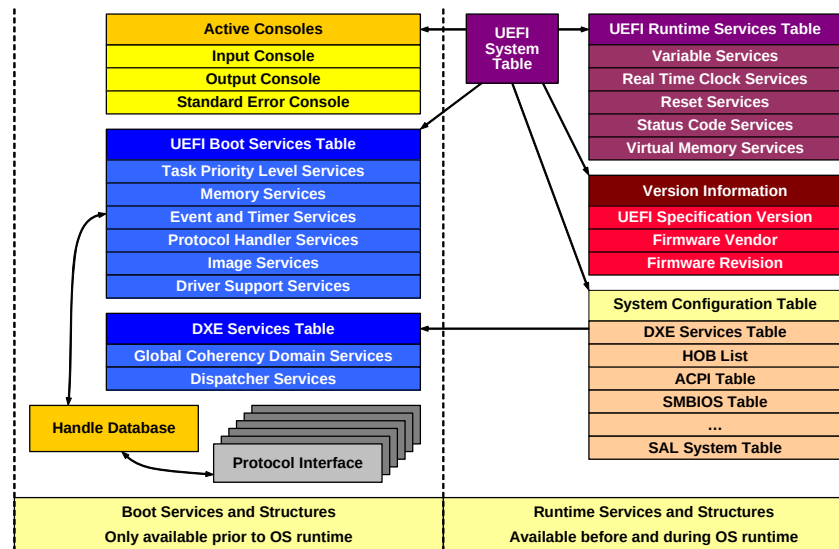 Active Consoles
Input Console
Output Console
Standard Error Console
UEFI
System
Table
UEFI Runtime Services Table
Variable Services
Real Time Clock Services
Reset Services
Status Code Services
Virtual Memory Services
UEFI Boot Services Table
Task Priority Level Services
Memory Services
Event and Timer Services
Protocol Handler Services
Image Services
Driver Support Services
Version Information
UEFI Specification Version
Firmware Vendor
Firmware Revision
DXE Services Table
Global Coherency Domain Services
Dispatcher Services
System Configuration Table
DXE Services Table
HOB List
ACPI Table
SMBIOS Table
…
SAL System Table
Handle Database
Protocol Interface
Boot Services and Structures
Only available prior to OS runtime
Runtime Services and Structures
Available before and during OS runtime